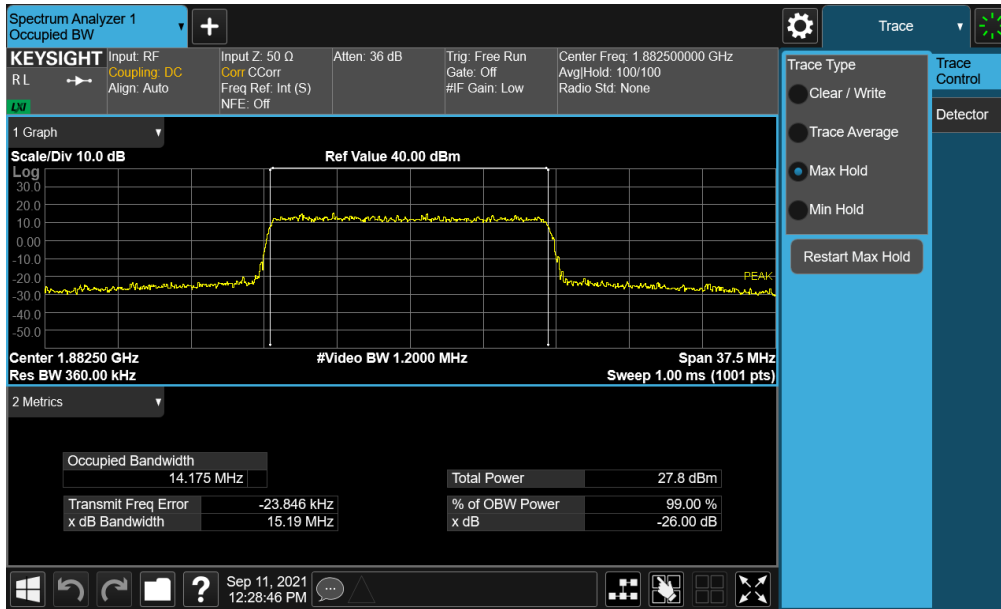 Spectrum Analyzer 1
Occupied BW
+
Trace
KEYSIGHT
R L
LXI
Input: RF
Coupling: DC
Align: Auto
Input Z: 50 Ω
Corr CCorr
Freq Ref: Int (S)
NFE: Off
Atten: 36 dB
Trig: Free Run
Gate: Off
#IF Gain: Low
Center Freq: 1.882500000 GHz
Avg|Hold: 100/100
Radio Std: None
Trace Type
Clear / Write
Trace Average
Max Hold
Min Hold
Restart Max Hold
Trace
Control
Detector
1 Graph
Scale/Div 10.0 dB Ref Value 40.00 dBm
Log
30.0
20.0
10.0
0.00
-10.0
-20.0
-30.0
-40.0
-50.0
PEAK
Center 1.88250 GHz #Video BW 1.2000 MHz Span 37.5 MHz
Res BW 360.00 kHz Sweep 1.00 ms (1001 pts)
2 Metrics
Occupied Bandwidth
14.175 MHz
Total Power 27.8 dBm
Transmit Freq Error -23.846 kHz % of OBW Power 99.00 %
x dB Bandwidth 15.19 MHz x dB -26.00 dB
?
Sep 11, 2021
12:28:46 PM